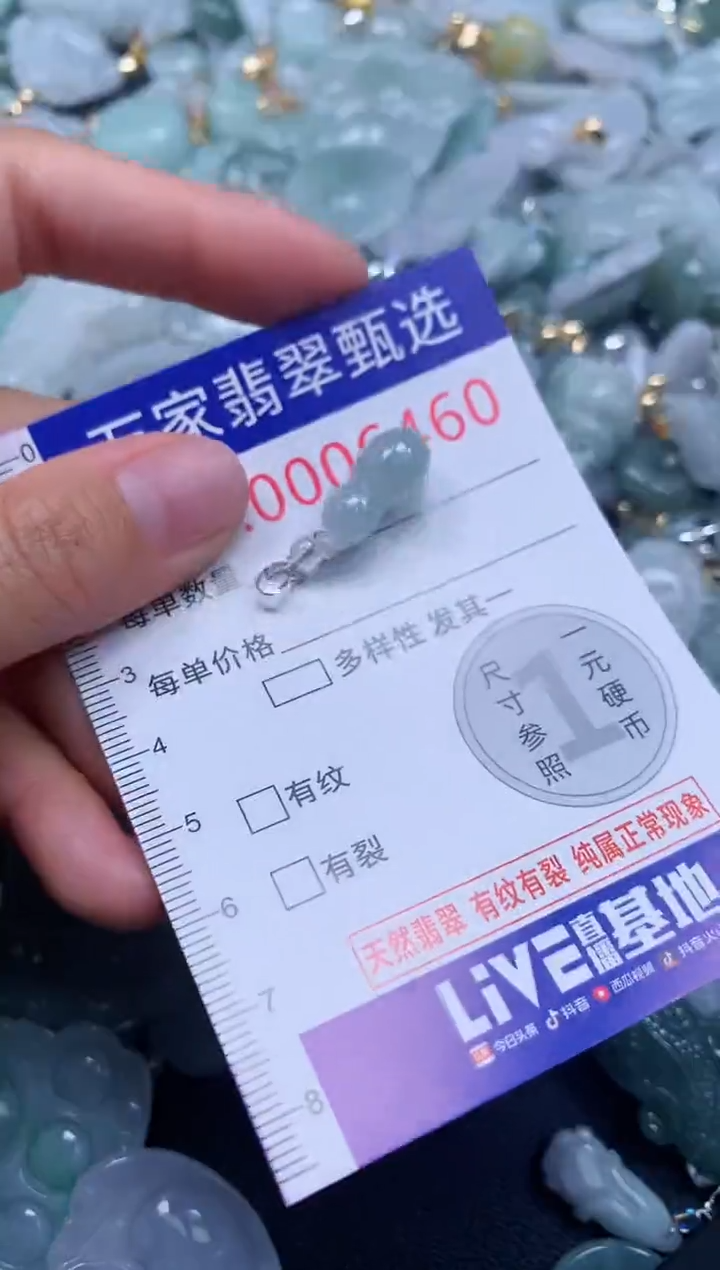 家翡翠甄选
每单数量
每单价格
多样性 发其一
有纹
有裂
尺寸参照
一元硬币
1
天然翡翠 有纹有裂 纯属正常现象
LiVE直播基地
今日头条 抖音 西瓜视频 抖音火山
0
3
4
5
6
7
8